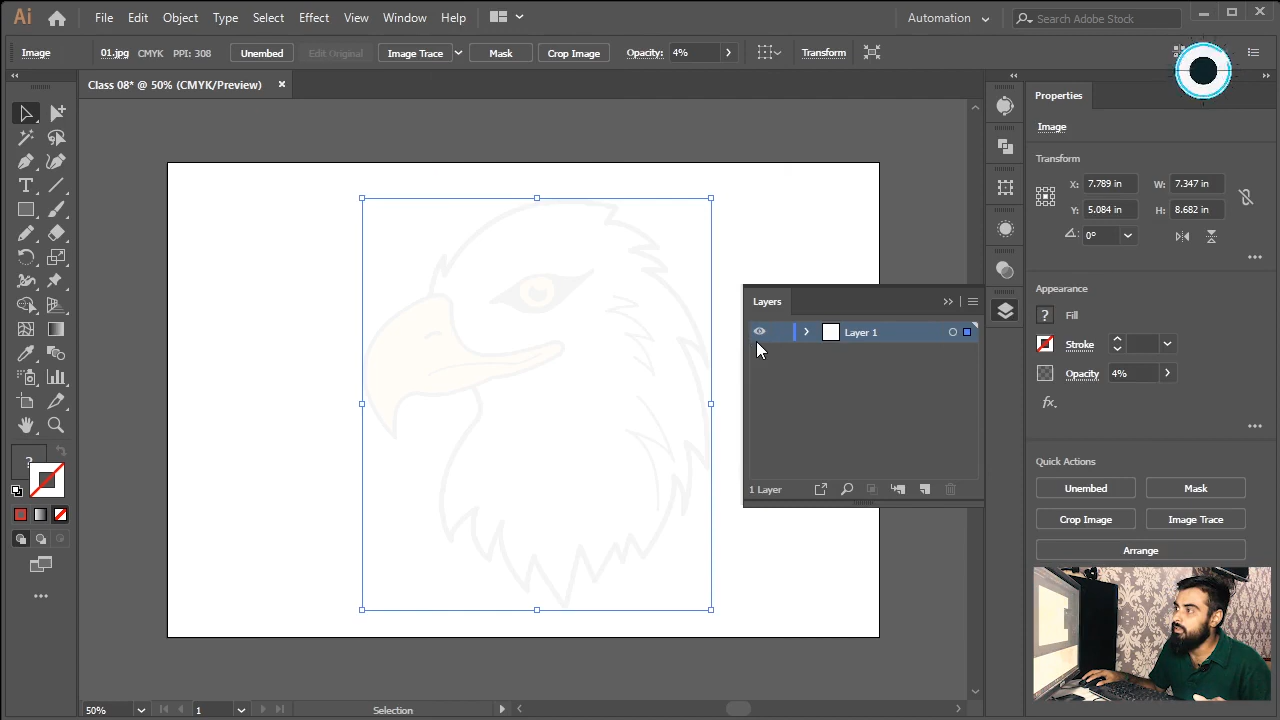 Ai File Edit Object Type Select Effect View Window Help Automation Search Adobe Stock
Image 01.jpg CMYK PPI: 308 Unembed Edit Original Image Trace Mask Crop Image Opacity: 4% Transform
Class 08* @ 50% (CMYK/Preview)
Properties
Image
Transform
X: 7.789 in W: 7.347 in
Y: 5.084 in H: 8.682 in
0°
Appearance
? Fill
Stroke
Opacity 4%
fx.
Layers
Layer 1
1 Layer
Quick Actions
Unembed Mask
Crop Image Image Trace
Arrange
T
?
50% 1 Selection